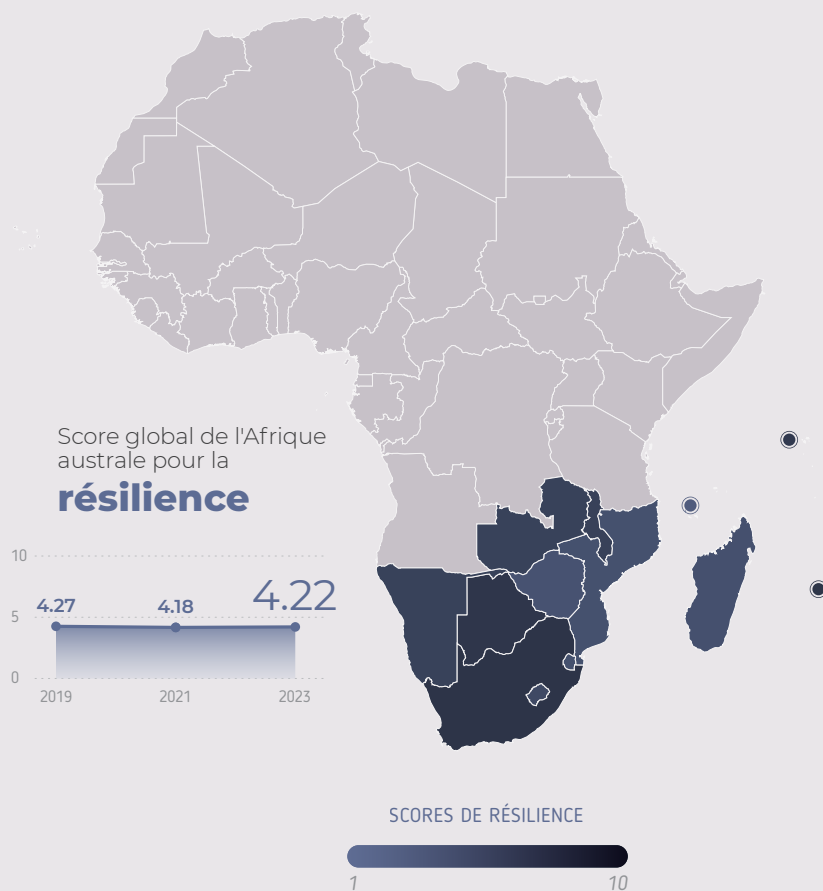 Score global de l'Afrique
australe pour la
résilience
10
4.27
4.18
4.22
5
0
2019
2021
2023
SCORES DE RÉSILIENCE
1
10